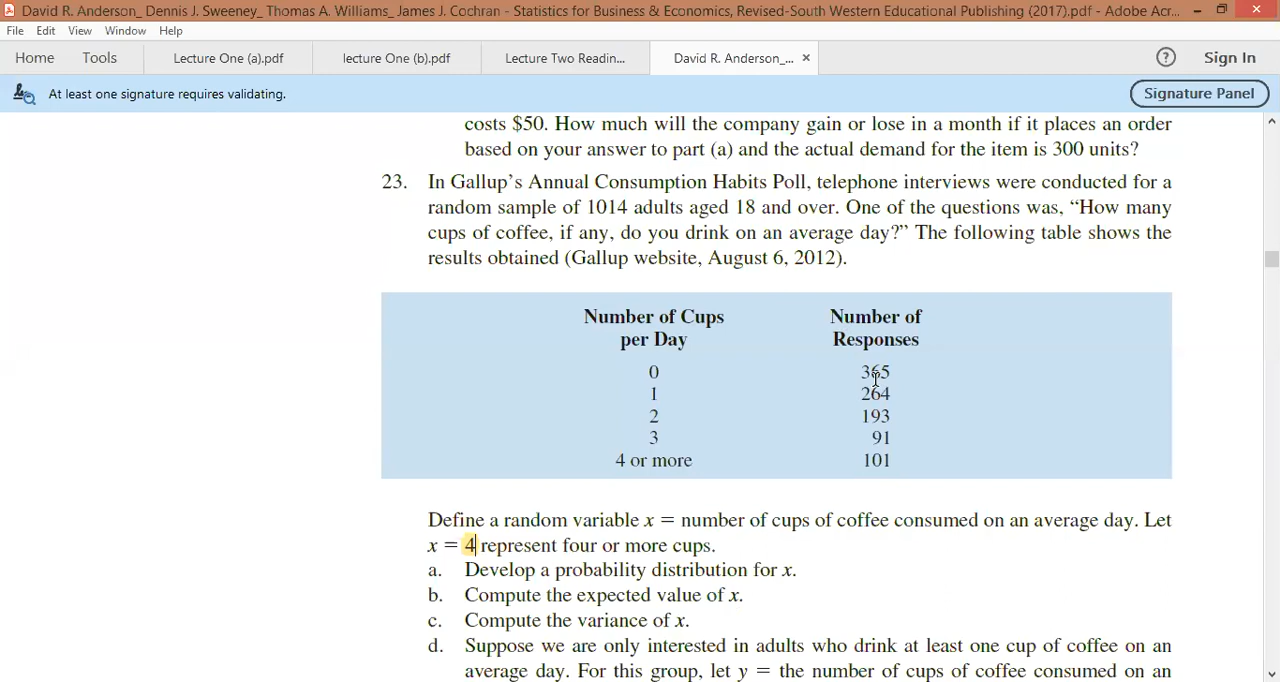 David R. Anderson_ Dennis J. Sweeney_ Thomas A. Williams_ James J. Cochran - Statistics for Business & Economics, Revised-South Western Educational Publishing (2017).pdf - Adobe Acr...
File Edit View Window Help
Home Tools Lecture One (a).pdf lecture One (b).pdf Lecture Two Readin... David R. Anderson_... × ? Sign In
At least one signature requires validating. Signature Panel
costs $50. How much will the company gain or lose in a month if it places an order
based on your answer to part (a) and the actual demand for the item is 300 units?
23. In Gallup's Annual Consumption Habits Poll, telephone interviews were conducted for a
random sample of 1014 adults aged 18 and over. One of the questions was, “How many
cups of coffee, if any, do you drink on an average day?” The following table shows the
results obtained (Gallup website, August 6, 2012).
Number of Cups Number of
per Day Responses
0 365
1 264
2 193
3 91
4 or more 101
Define a random variable x = number of cups of coffee consumed on an average day. Let
x = 4 represent four or more cups.
a. Develop a probability distribution for x.
b. Compute the expected value of x.
c. Compute the variance of x.
d. Suppose we are only interested in adults who drink at least one cup of coffee on an
average day. For this group, let y = the number of cups of coffee consumed on an